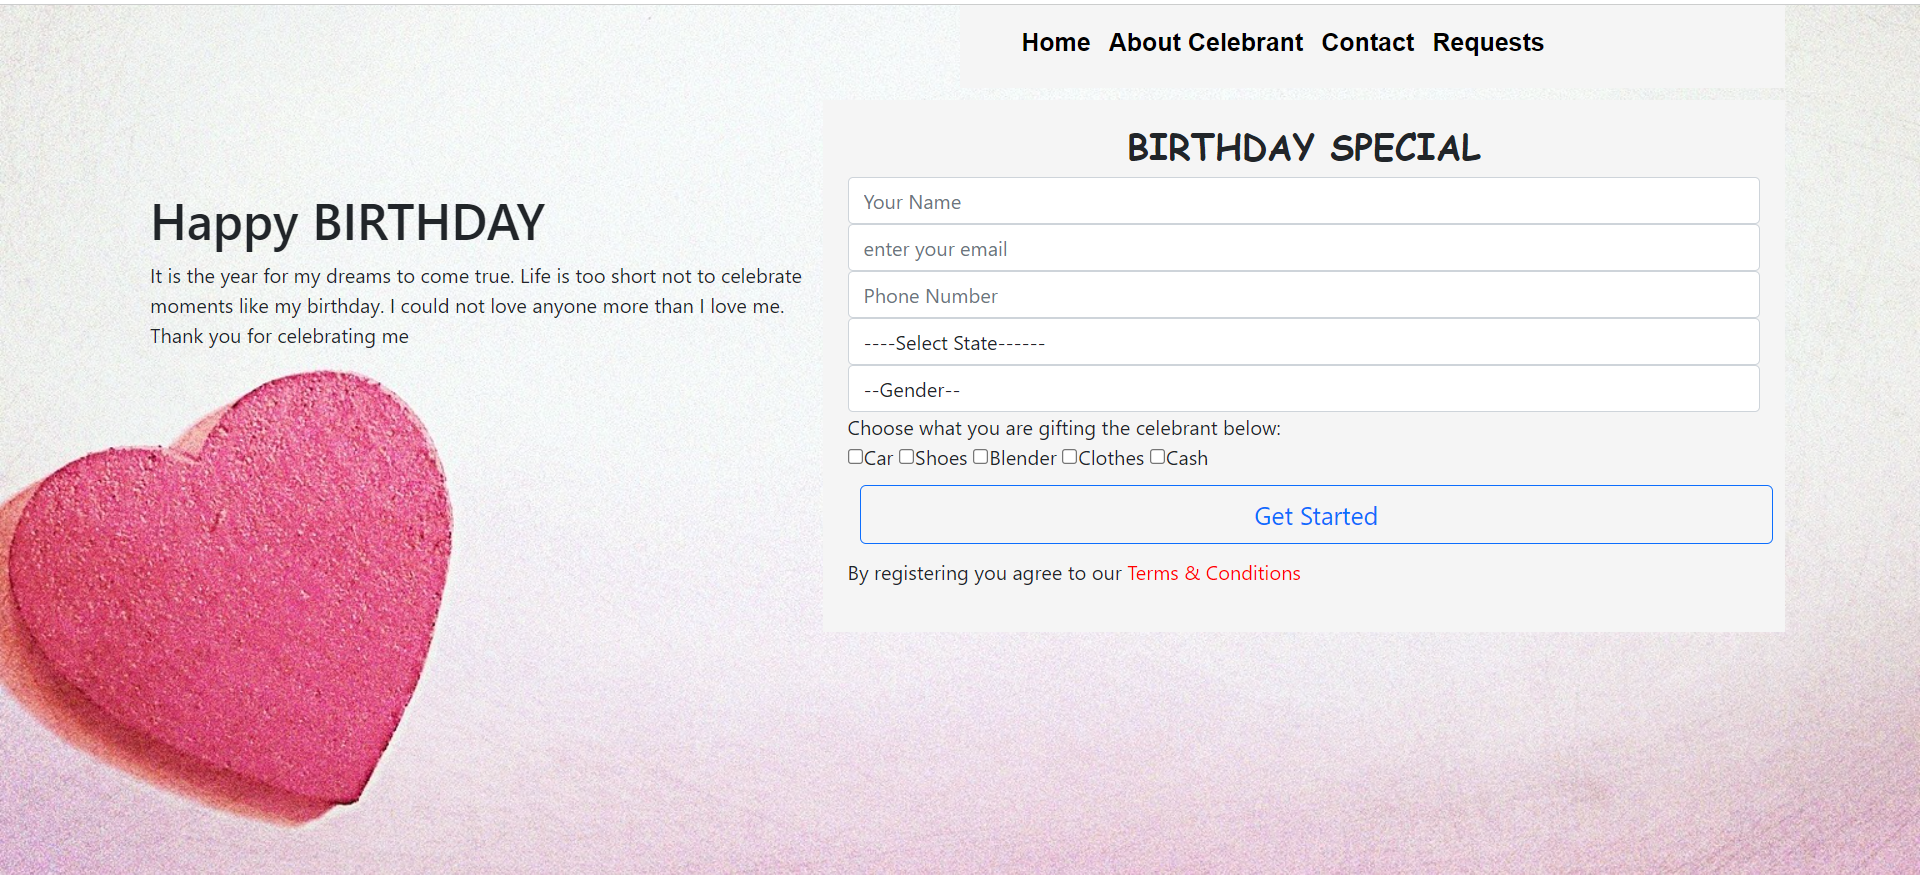 Home About Celebrant Contact Requests
Happy BIRTHDAY
It is the year for my dreams to come true. Life is too short not to celebrate
moments like my birthday. I could not love anyone more than I love me.
Thank you for celebrating me
BIRTHDAY SPECIAL
Your Name
enter your email
Phone Number
----Select State------
--Gender--
Choose what you are gifting the celebrant below:
Car Shoes Blender Clothes Cash
Get Started
By registering you agree to our Terms & Conditions